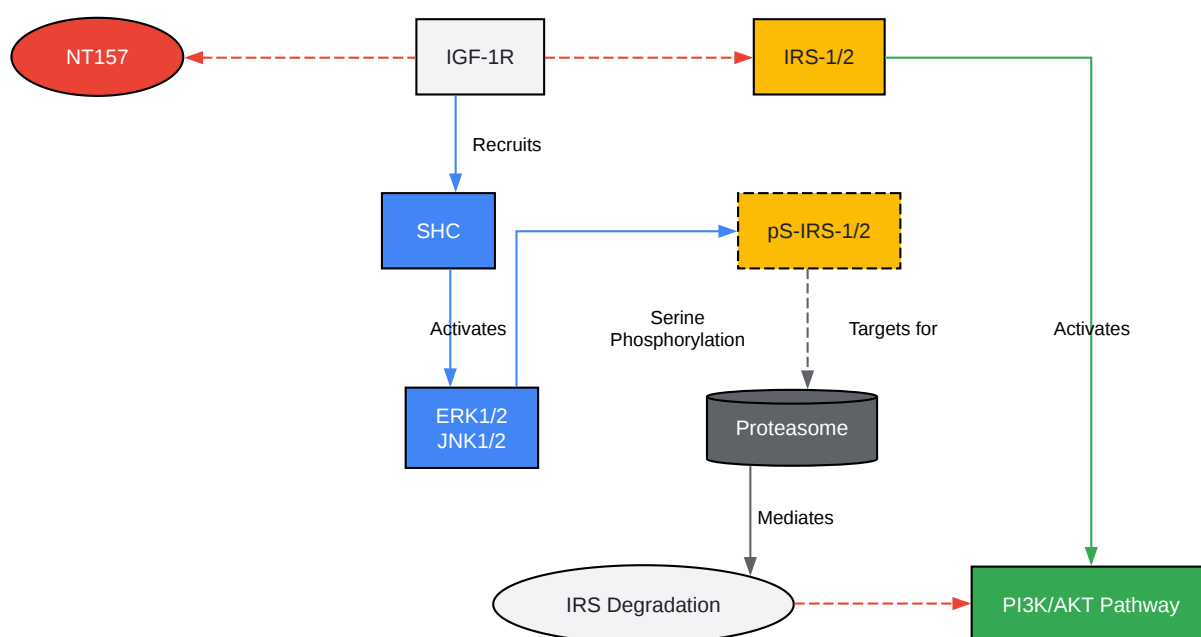 NT157
IGF-1R
IRS-1/2
Recruits
SHC
pS-IRS-1/2
Activates
Serine
Phosphorylation
Targets for
Activates
ERK1/2
JNK1/2
Proteasome
Mediates
IRS Degradation
PI3K/AKT Pathway